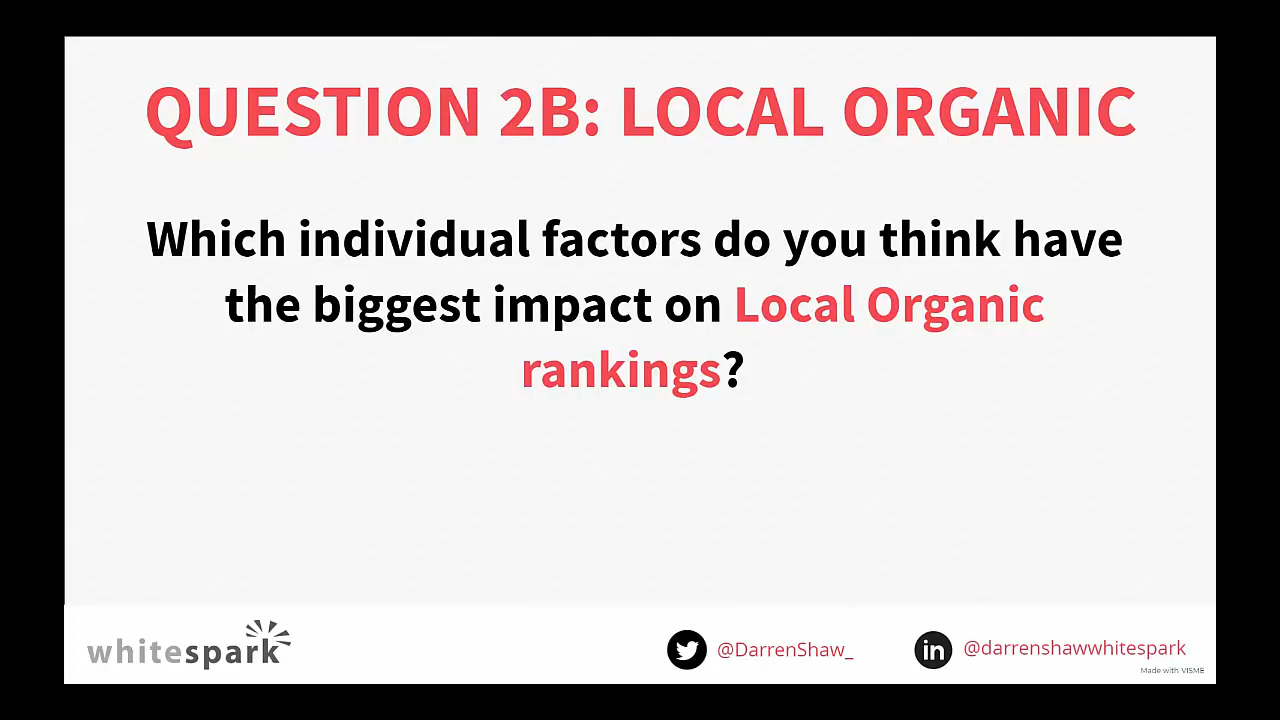 QUESTION 2B: LOCAL ORGANIC
Which individual factors do you think have
the biggest impact on Local Organic
rankings?
whitespark
@DarrenShaw_
in
@darrenshawwhitespark
Made with VISME